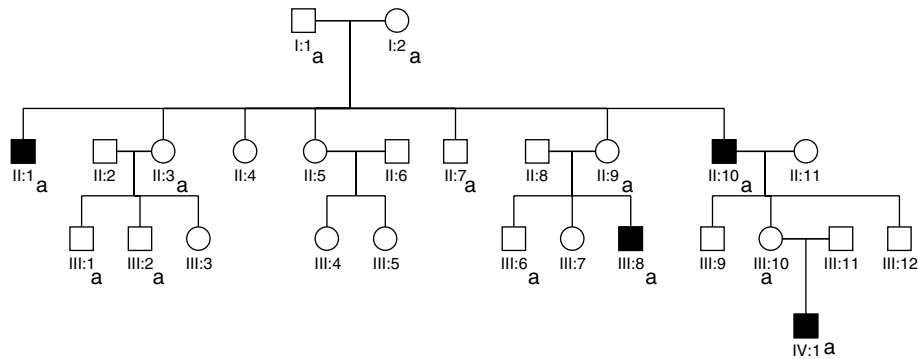 I:1 a I:2 a
II:1 a II:2 II:3 a II:4 II:5 II:6 II:7 a II:8 II:9 a II:10 a II:11
III:1 a III:2 a III:3 III:4 III:5 III:6 a III:7 III:8 a III:9 III:10 a III:11 III:12
IV:1 a